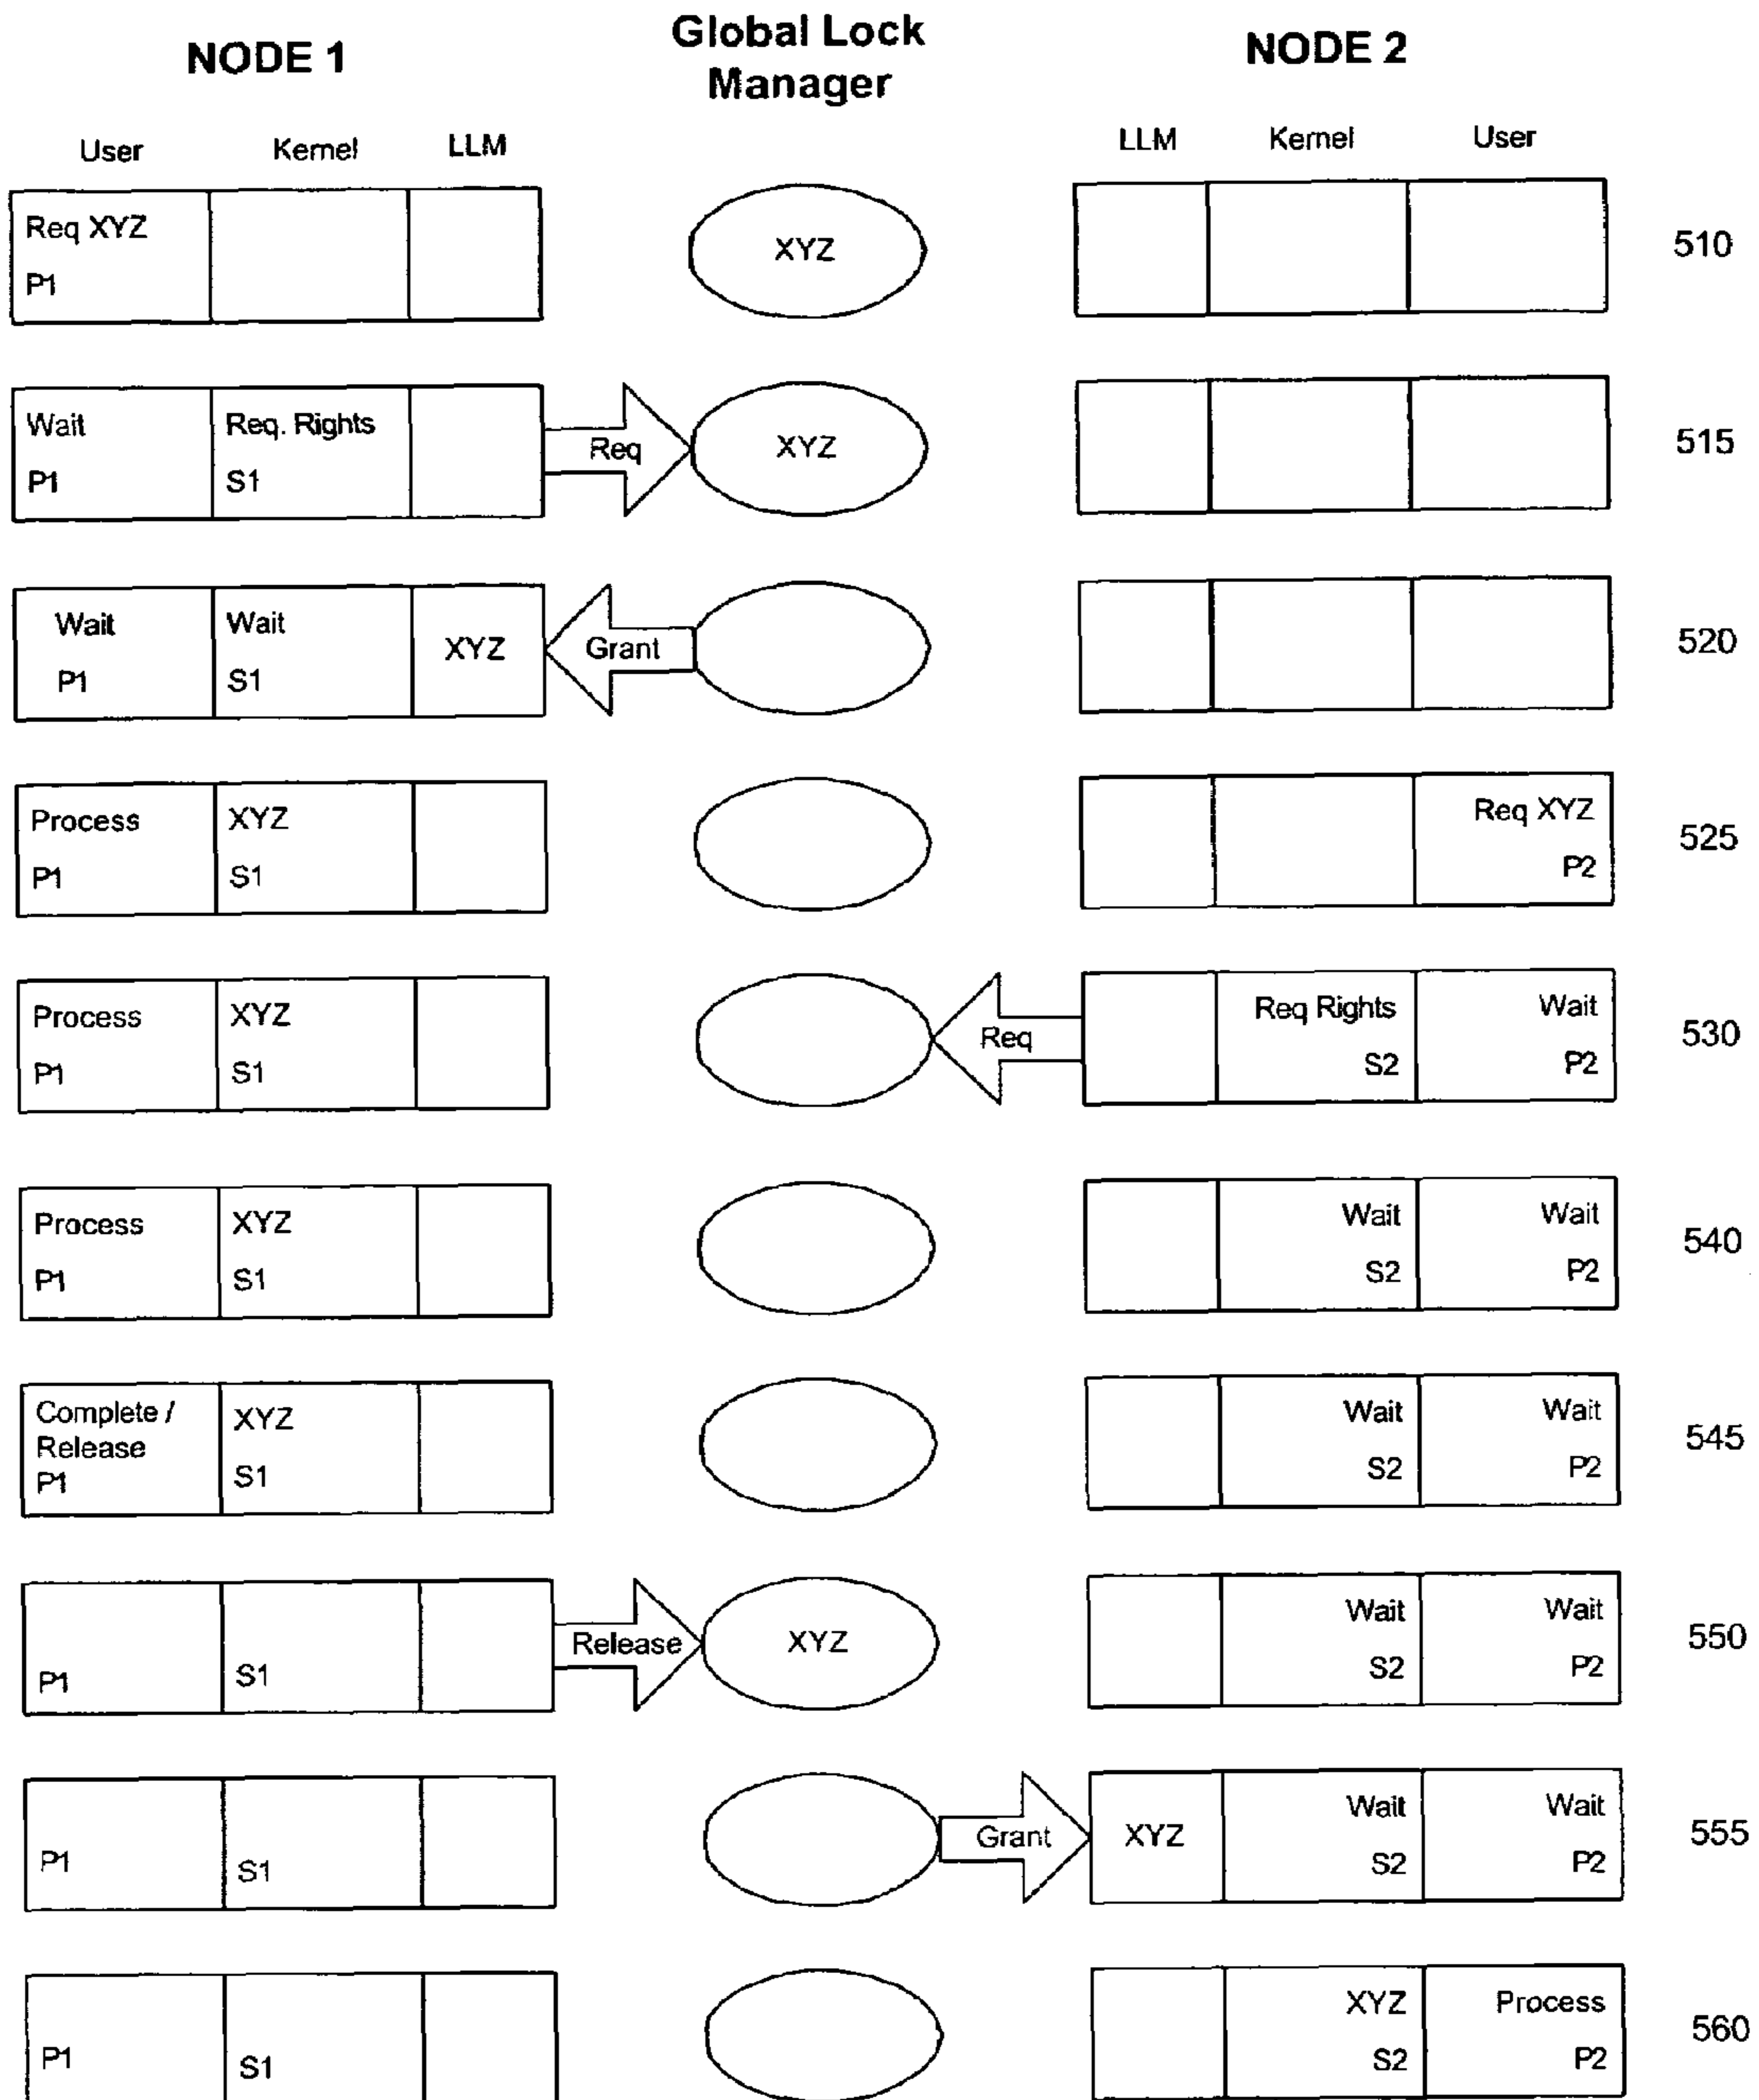 NODE 1
Global Lock
Manager
NODE 2
User Kernel LLM
LLM Kernel User
Req XYZ
P1
XYZ
510
Wait
P1
Req. Rights
S1
Req
XYZ
515
Wait
P1
Wait
S1
XYZ
Grant
520
Process
P1
XYZ
S1
Req XYZ
P2
525
Process
P1
XYZ
S1
Req
Req Rights
S2
Wait
P2
530
Process
P1
XYZ
S1
Wait
S2
Wait
P2
540
Complete /
Release
P1
XYZ
S1
Wait
S2
Wait
P2
545
P1
S1
Release
XYZ
Wait
S2
Wait
P2
550
P1
S1
Grant
XYZ
Wait
S2
Wait
P2
555
P1
S1
XYZ
S2
Process
P2
560